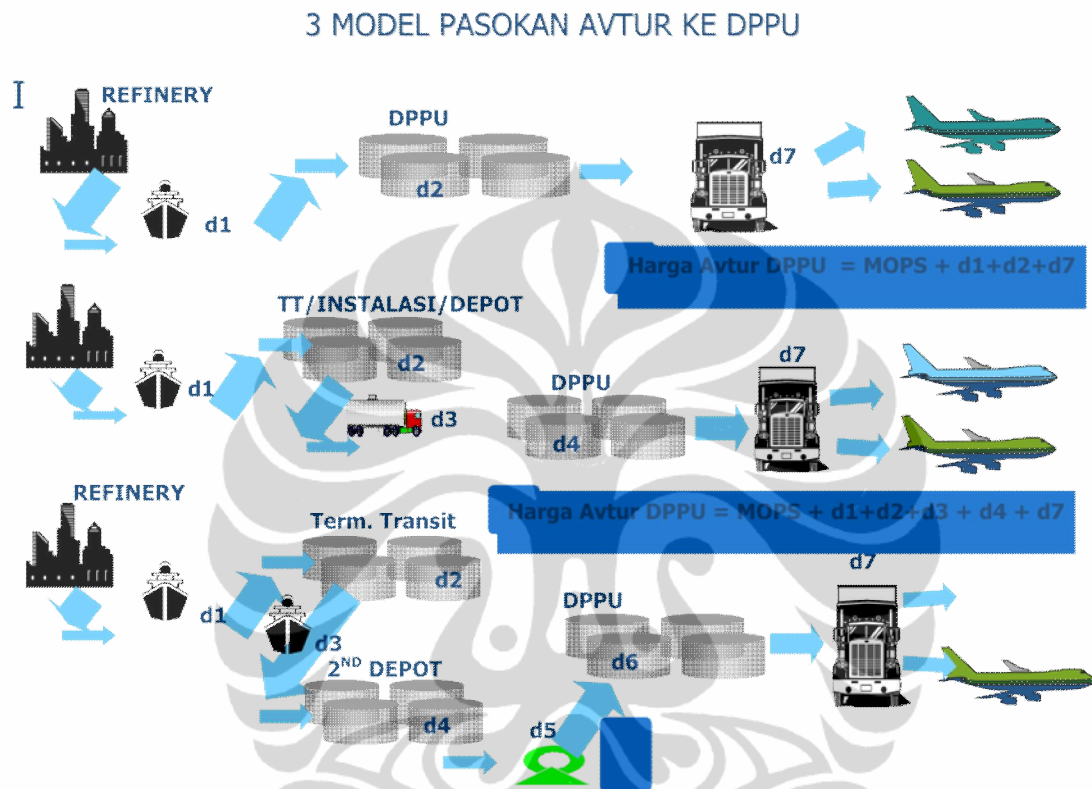 3 MODEL PASOKAN AVTUR KE DPPU
I
REFINERY
DPPU
d1
d2
d7
Harga Avtur DPPU = MOPS + d1+d2+d7
TT/INSTALASI/DEPOT
d1
d2
d3
DPPU
d4
d7
Harga Avtur DPPU = MOPS + d1+d2+d3 + d4 + d7
REFINERY
Term. Transit
d1
d2
d3
2ND DEPOT
d4
d5
DPPU
d6
d7